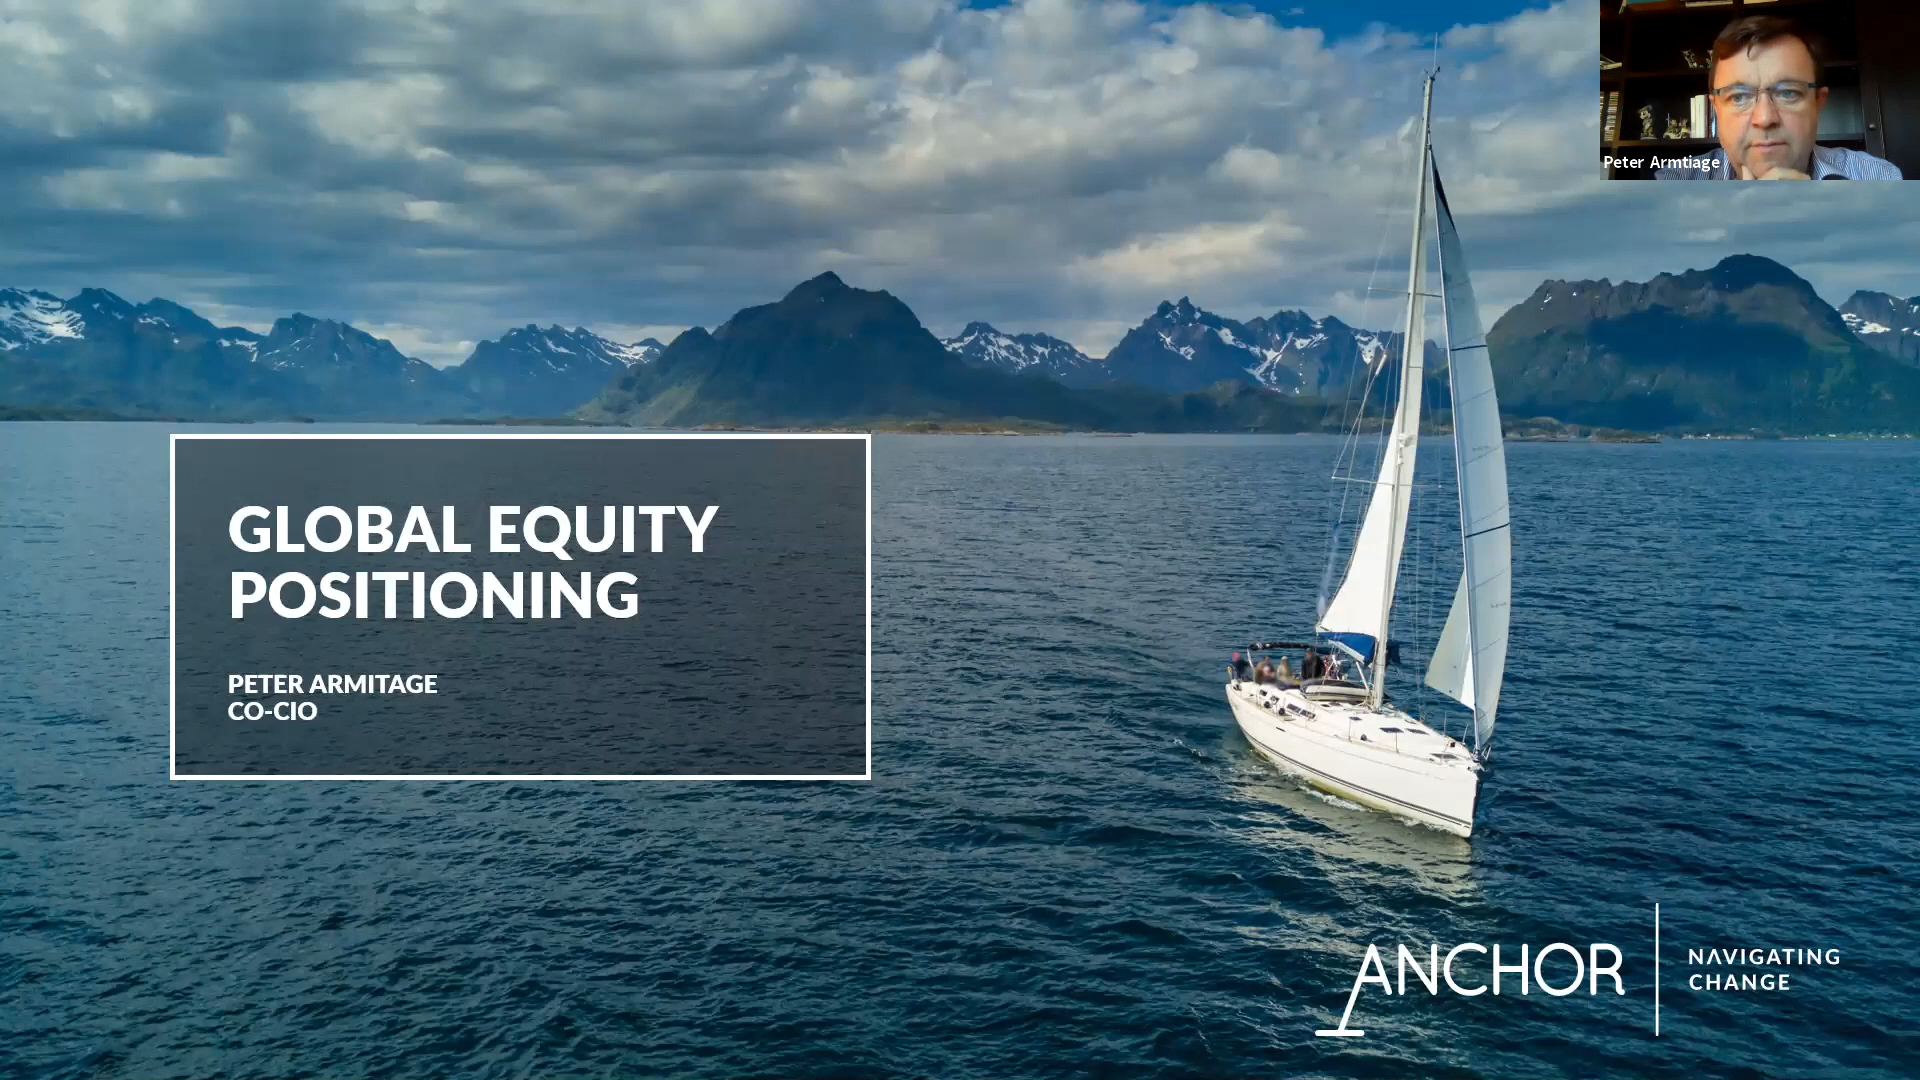 Peter Armtiage
GLOBAL EQUITY
POSITIONING
PETER ARMITAGE
CO-CIO
ANCHOR
NAVIGATING
CHANGE